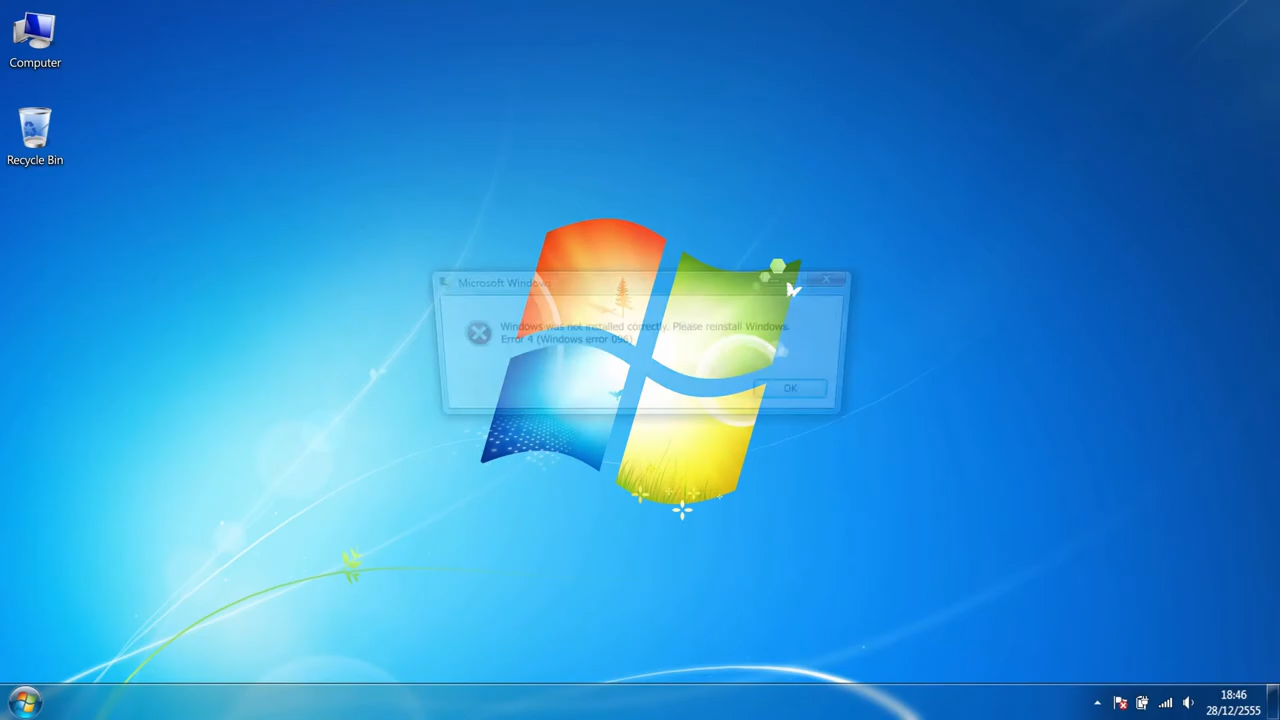 Computer
Recycle Bin
Microsoft Windows
Windows was not installed correctly. Please reinstall Windows.
Error 4 (Windows error 096)
OK
18:46
28/12/2555